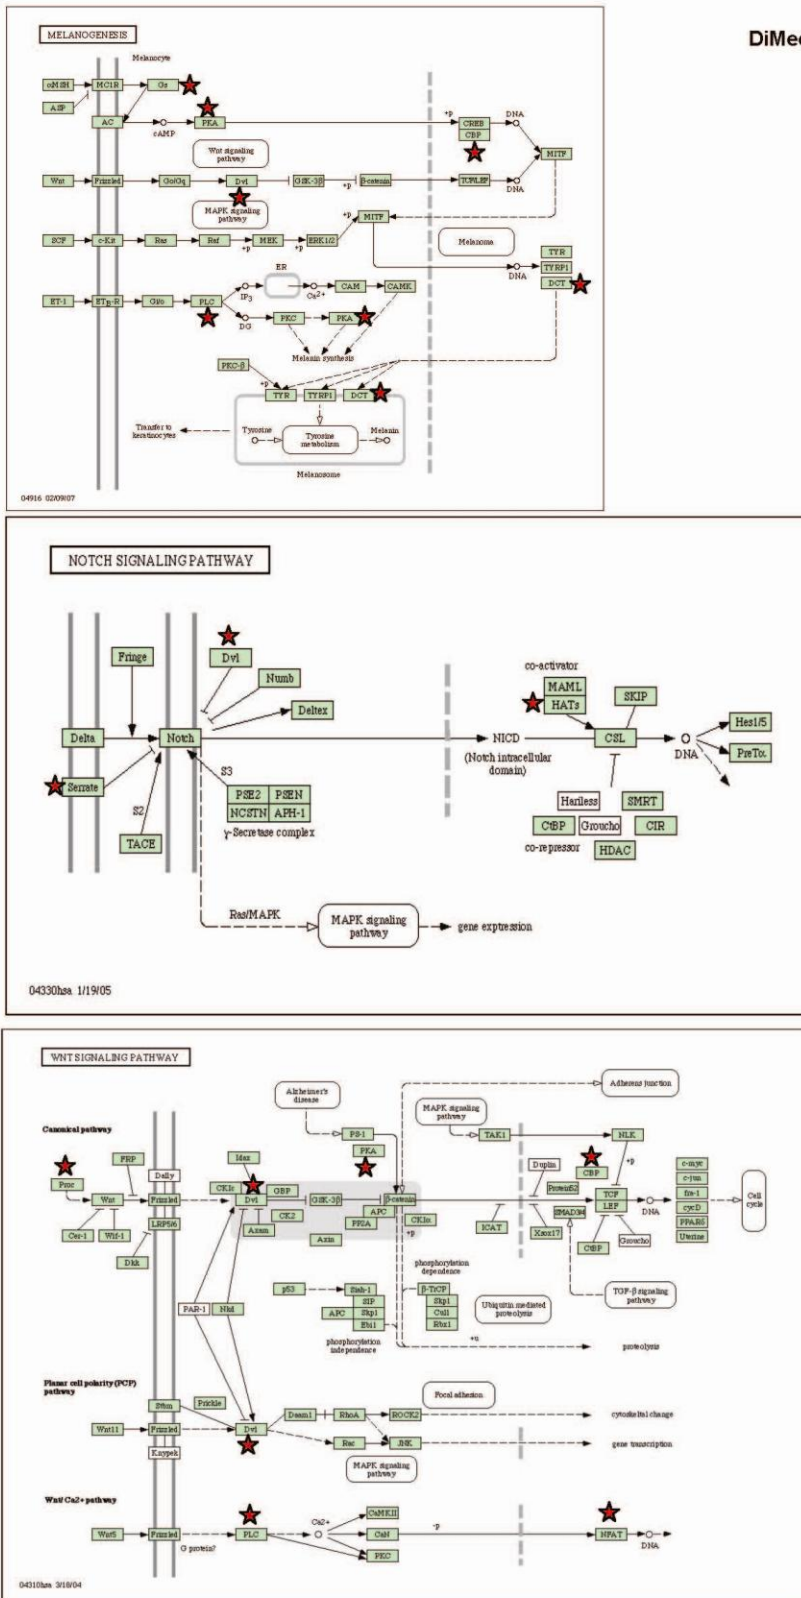 DiMe
MELANOGENESIS
Melanocyte
αMSH MC1R Gs
ASP
AC cAMP PKA
+p CREB DNA
CBP
MITF
Wnt signaling
pathway
Wnt Frizzled Go/Gq Dvl GSK-3β +p β-catenin TCF/LEF DNA
MAPK signaling
pathway
SCF c-Kit Ras Raf +p MEK +p ERK1/2 +p MITF
Melanoma
DNA TYR
TYRP1
DCT
ER
ET-1 ETB-R Gi/o PLC IP3 Ca2+ CAM CAMK
DG PKC PKA
Melanin synthesis
PKC-β
+p
TYR TYRP1 DCT
Transfer to
keratinocytes
Tyrosine Tyrosine
metabolism Melanin
Melanosome
04916 02/09/07
NOTCH SIGNALING PATHWAY
Fringe Dvl
Numb
Deltex
co-activator
MAML
HATs SKIP
Delta Notch NICD CSL DNA Hes1/5
PreTα
(Notch intracellular
domain)
Serrate
S2 S3
TACE
PSE2 PSEN
NCSTN APH-1
γ-Secretase complex
Hairless SMRT
CtBP Groucho CIR
co-repressor HDAC
Ras/MAPK MAPK signaling
pathway gene exptression
04330hsa 1/19/05
WNT SIGNALING PATHWAY
Alzheimer's
disease
Adherens junction
MAPK signaling
pathway
Canonical pathway
PS-1 TAK1 NLK
PKA
Porc FRP Dally Idax CBP
CKIε GBP Duplin +p
Wnt Frizzled Dvl GSK-3β β-catenin Protein52 TCF
LEF DNA
c-myc
c-jun
fra-1
cycD
PPARδ
Uterine
Cell
cycle
Cer-1 Wif-1 LRP5/6 Axam CK2 APC
PP2A CKIα
+p
Axin
ICAT Xsox17 SMAD3/4
CtBP Groucho
Dkk
phosphorylation
dependence
p53 Siah-1
SIP
APC Skp1
Ebi1
phosphorylation
independence
β-TrCP
Skp1
Cul1
Rbx1
Ubiquitin mediated
proteolysis
TGF-β signaling
pathway
PAR-1 Nkd
+u proteolysis
Planar cell polarity (PCP)
pathway
Stbm Prickle
Focal adhesion
Wnt11 Frizzled Dvl Daam1 RhoA ROCK2 cytoskeltal change
Knypek Rac JNK gene transcription
MAPK signaling
pathway
Wnt/Ca2+ pathway
Wnt5 Frizzled PLC Ca2+ CaMKII
CaN -p NFAT DNA
PKC
G protein?
04310hsa 3/18/04